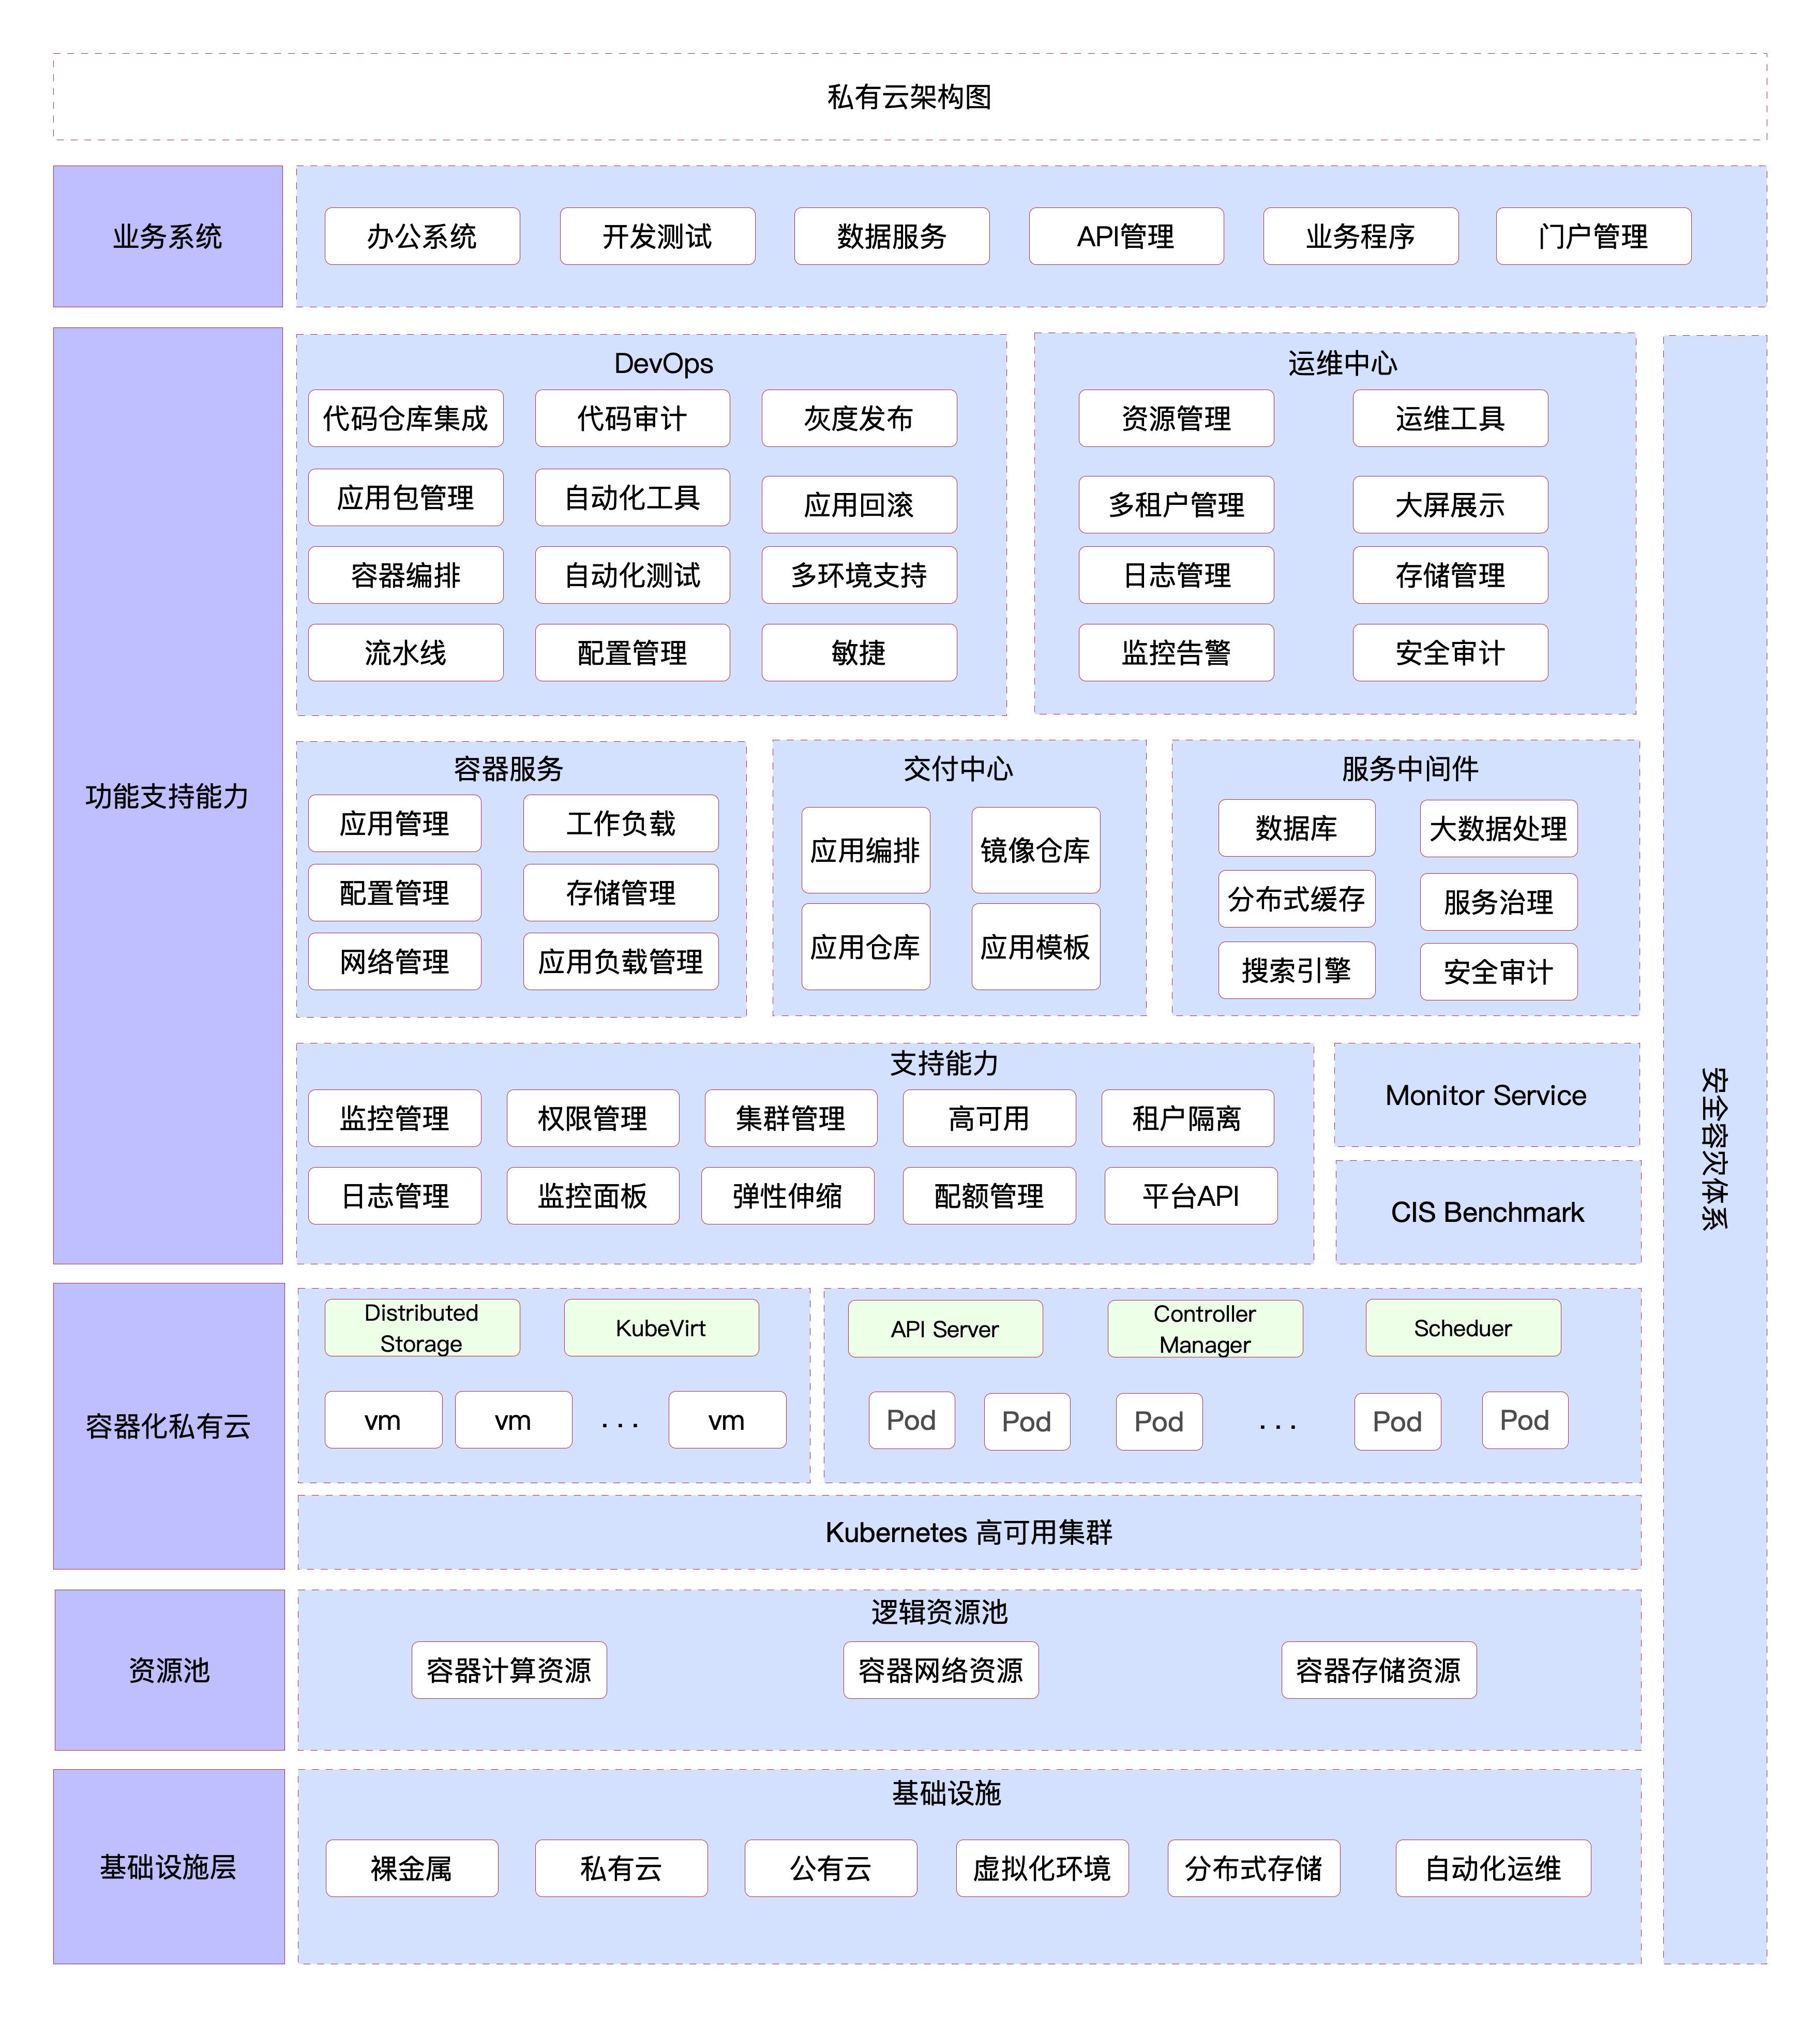 私有云架构图
业务系统
办公系统
开发测试
数据服务
API管理
业务程序
门户管理
功能支持能力
DevOps
代码仓库集成
代码审计
灰度发布
应用包管理
自动化工具
应用回滚
容器编排
自动化测试
多环境支持
流水线
配置管理
敏捷
运维中心
资源管理
运维工具
多租户管理
大屏展示
日志管理
存储管理
监控告警
安全审计
容器服务
应用管理
工作负载
配置管理
存储管理
网络管理
应用负载管理
交付中心
应用编排
镜像仓库
应用仓库
应用模板
服务中间件
数据库
大数据处理
分布式缓存
服务治理
搜索引擎
安全审计
支持能力
监控管理
权限管理
集群管理
高可用
租户隔离
日志管理
监控面板
弹性伸缩
配额管理
平台API
Monitor Service
CIS Benchmark
安全容灾体系
容器化私有云
Distributed
Storage
KubeVirt
vm
vm
...
vm
API Server
Controller
Manager
Scheduer
Pod
Pod
Pod
...
Pod
Pod
Kubernetes 高可用集群
资源池
逻辑资源池
容器计算资源
容器网络资源
容器存储资源
基础设施层
基础设施
裸金属
私有云
公有云
虚拟化环境
分布式存储
自动化运维